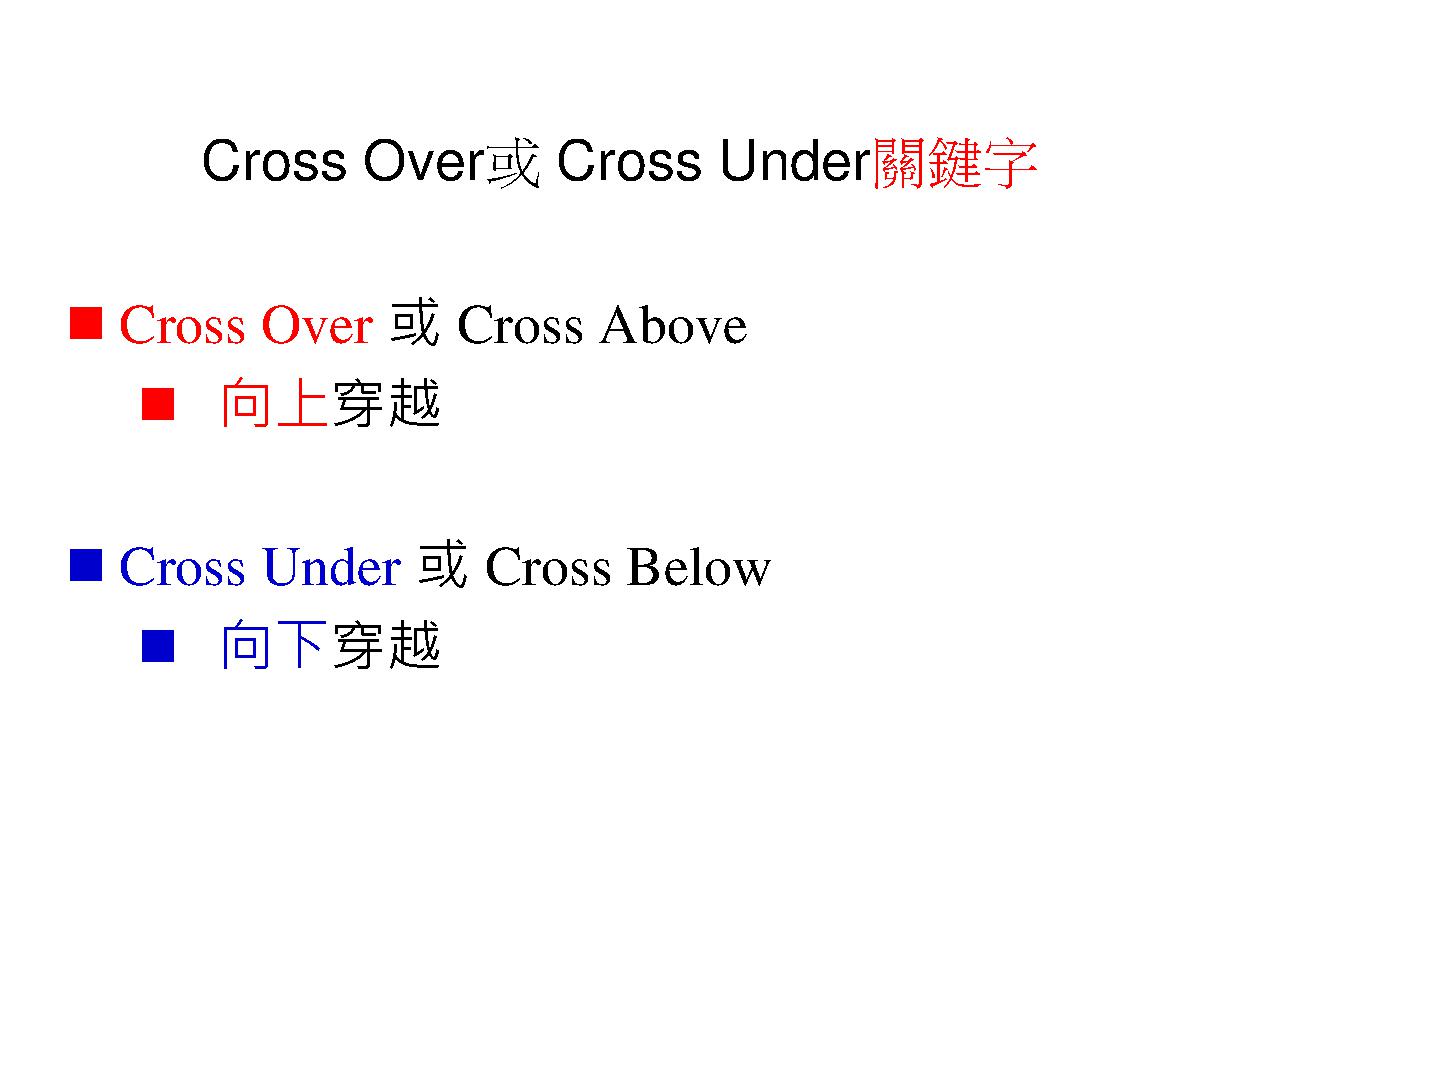 Cross Over或 Cross Under關鍵字
Cross Over 或 Cross Above
向上穿越
Cross Under 或 Cross Below
向下穿越